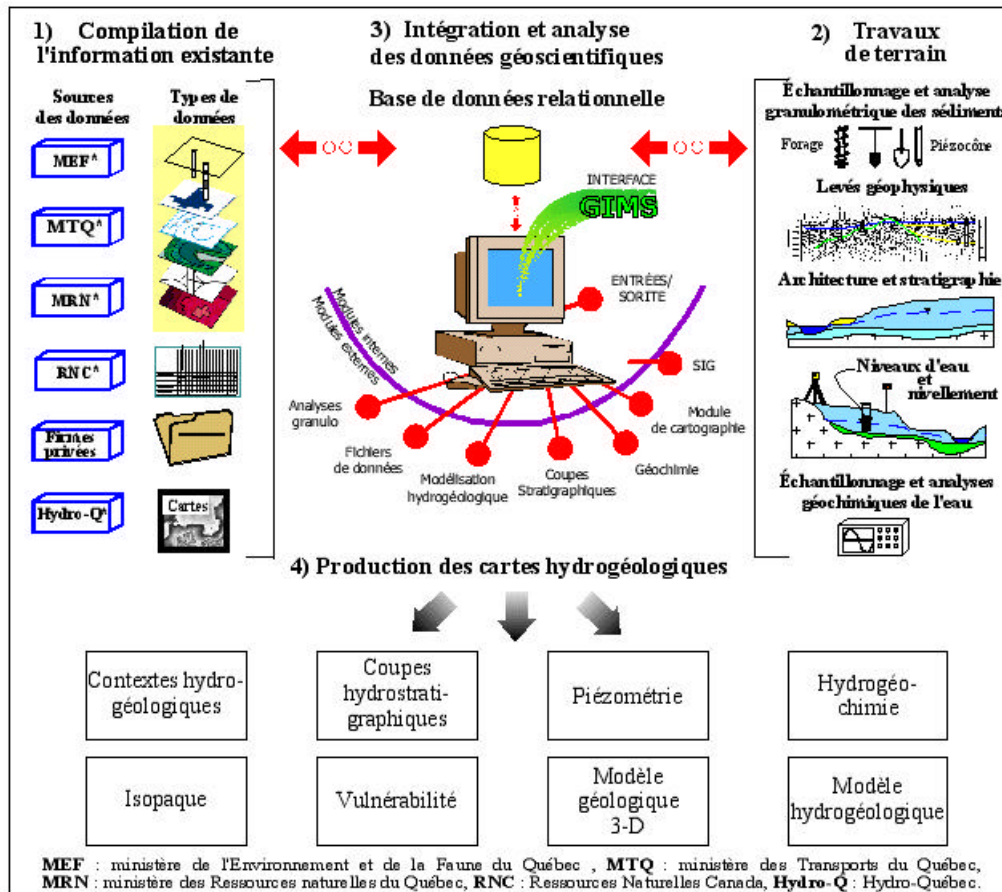 1) Compilation de
l'information existante
Sources
des données
Types de
données
MEF*
MTQ*
MRN*
RNC*
Firmes
privées
Hydro-Q*
Cartes
3) Intégration et analyse
des données géoscientifiques
Base de données relationnelle
INTERFACE
GIMS
ENTRÉES/
SORITE
SIG
Module
de cartographie
Géochimie
Coupes
Stratigraphiques
Modélisation
hydrogéologique
Fichiers
de données
Analyses
granulo
Modules internes
Modules externes
2) Travaux
de terrain
Échantillonnage et analyse
granulométrique des sédiments
Forage
Piézocône
Levés géophysiques
Architecture et stratigraphie
Niveaux d'eau
et
nivellement
Échantillonnage et analyses
géochimiques de l'eau
4) Production des cartes hydrogéologiques
Contextes hydro-
géologiques
Coupes
hydrostrati-
graphiques
Piézométrie
Hydrogéo-
chimie
Isopaque
Vulnérabilité
Modèle
géologique
3-D
Modèle
hydrogéologique
MEF : ministère de l'Environnement et de la Faune du Québec , MTQ : ministère des Transports du Québec,
MRN : ministère des Ressources naturelles du Québec, RNC : Ressources Naturelles Canada, Hydro-Q : Hydro-Québec.